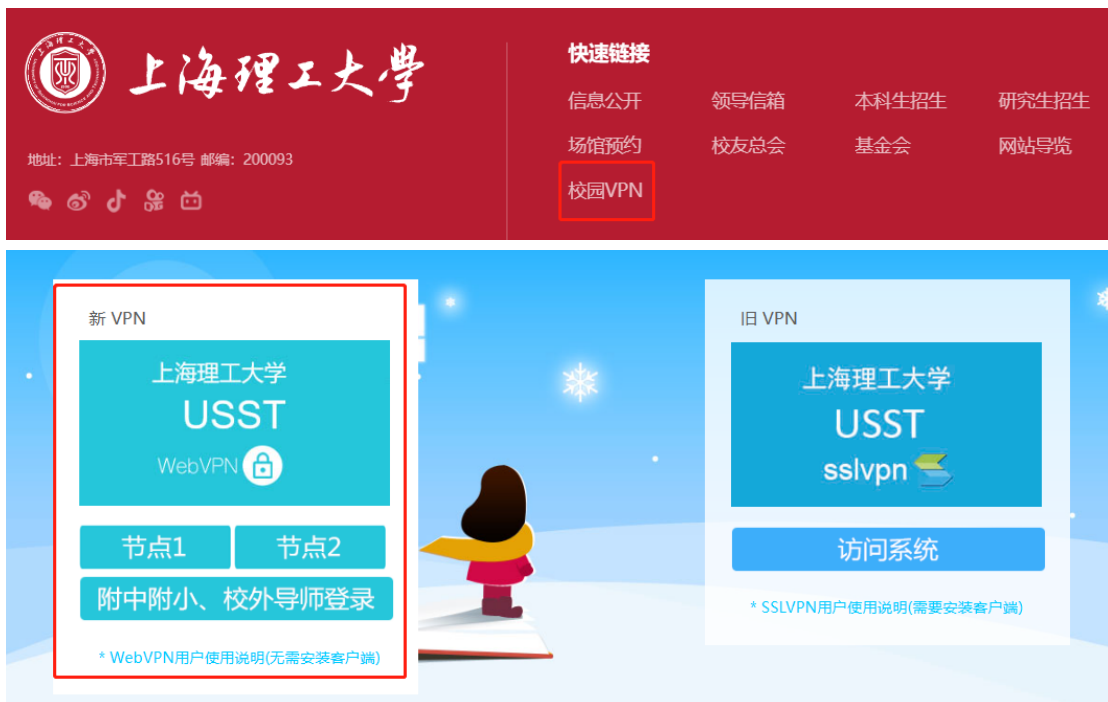 上海理工大學
地址：上海市军工路516号 邮编：200093
快速链接
信息公开 领导信箱 本科生招生 研究生招生
场馆预约 校友总会 基金会 网站导览
校园VPN
新 VPN
上海理工大学
USST
WebVPN
节点1 节点2
附中附小、校外导师登录
* WebVPN用户使用说明(无需安装客户端)
旧 VPN
上海理工大学
USST
sslvpn
访问系统
* SSLVPN用户使用说明(需要安装客户端)